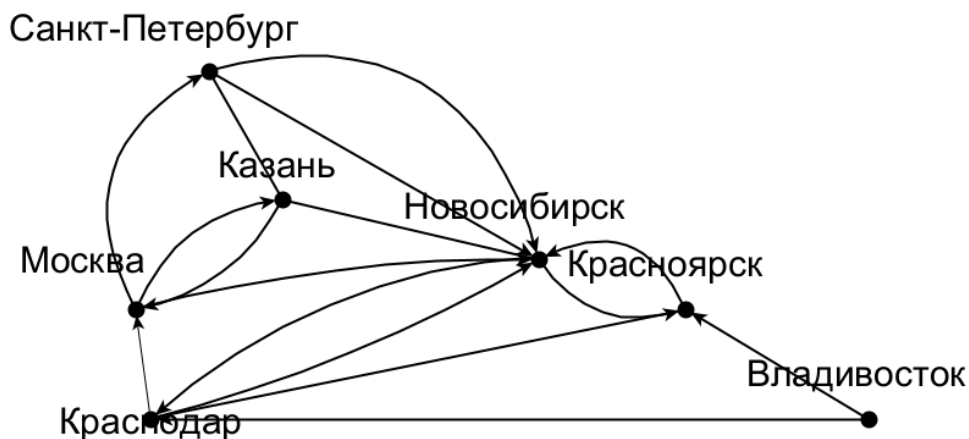 Санкт-Петербург
Казань
Новосибирск
Москва
Красноярск
Владивосток
Краснодар